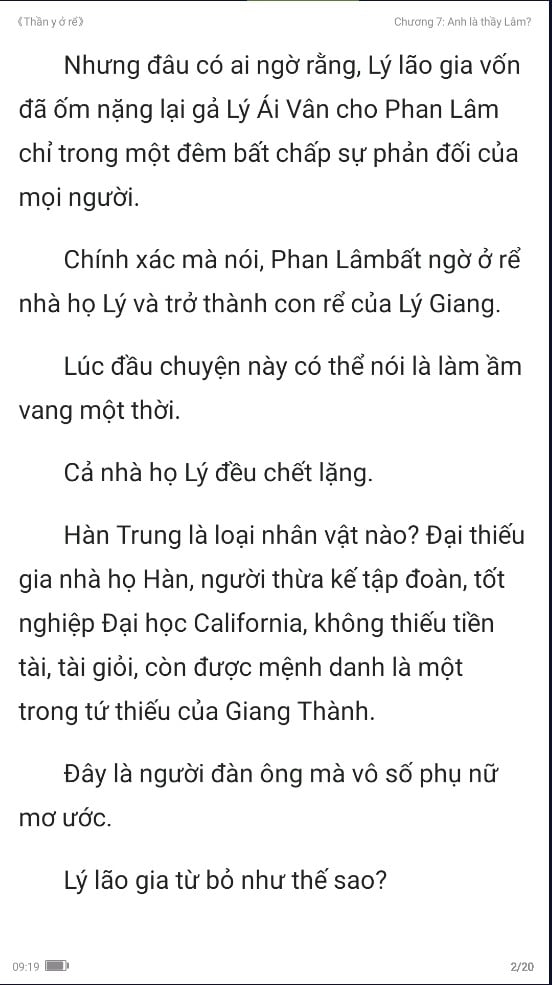 《Thần y ở rể》 Chương 7: Anh là thầy Lâm?
Nhưng đâu có ai ngờ rằng, Lý lão gia vốn
đã ốm nặng lại gả Lý Ái Vân cho Phan Lâm
chỉ trong một đêm bất chấp sự phản đối của
mọi người.
Chính xác mà nói, Phan Lâmbất ngờ ở rể
nhà họ Lý và trở thành con rể của Lý Giang.
Lúc đầu chuyện này có thể nói là làm ầm
vang một thời.
Cả nhà họ Lý đều chết lặng.
Hàn Trung là loại nhân vật nào? Đại thiếu
gia nhà họ Hàn, người thừa kế tập đoàn, tốt
nghiệp Đại học California, không thiếu tiền
tài, tài giỏi, còn được mệnh danh là một
trong tứ thiếu của Giang Thành.
Đây là người đàn ông mà vô số phụ nữ
mơ ước.
Lý lão gia từ bỏ như thế sao?
09:19 2/20